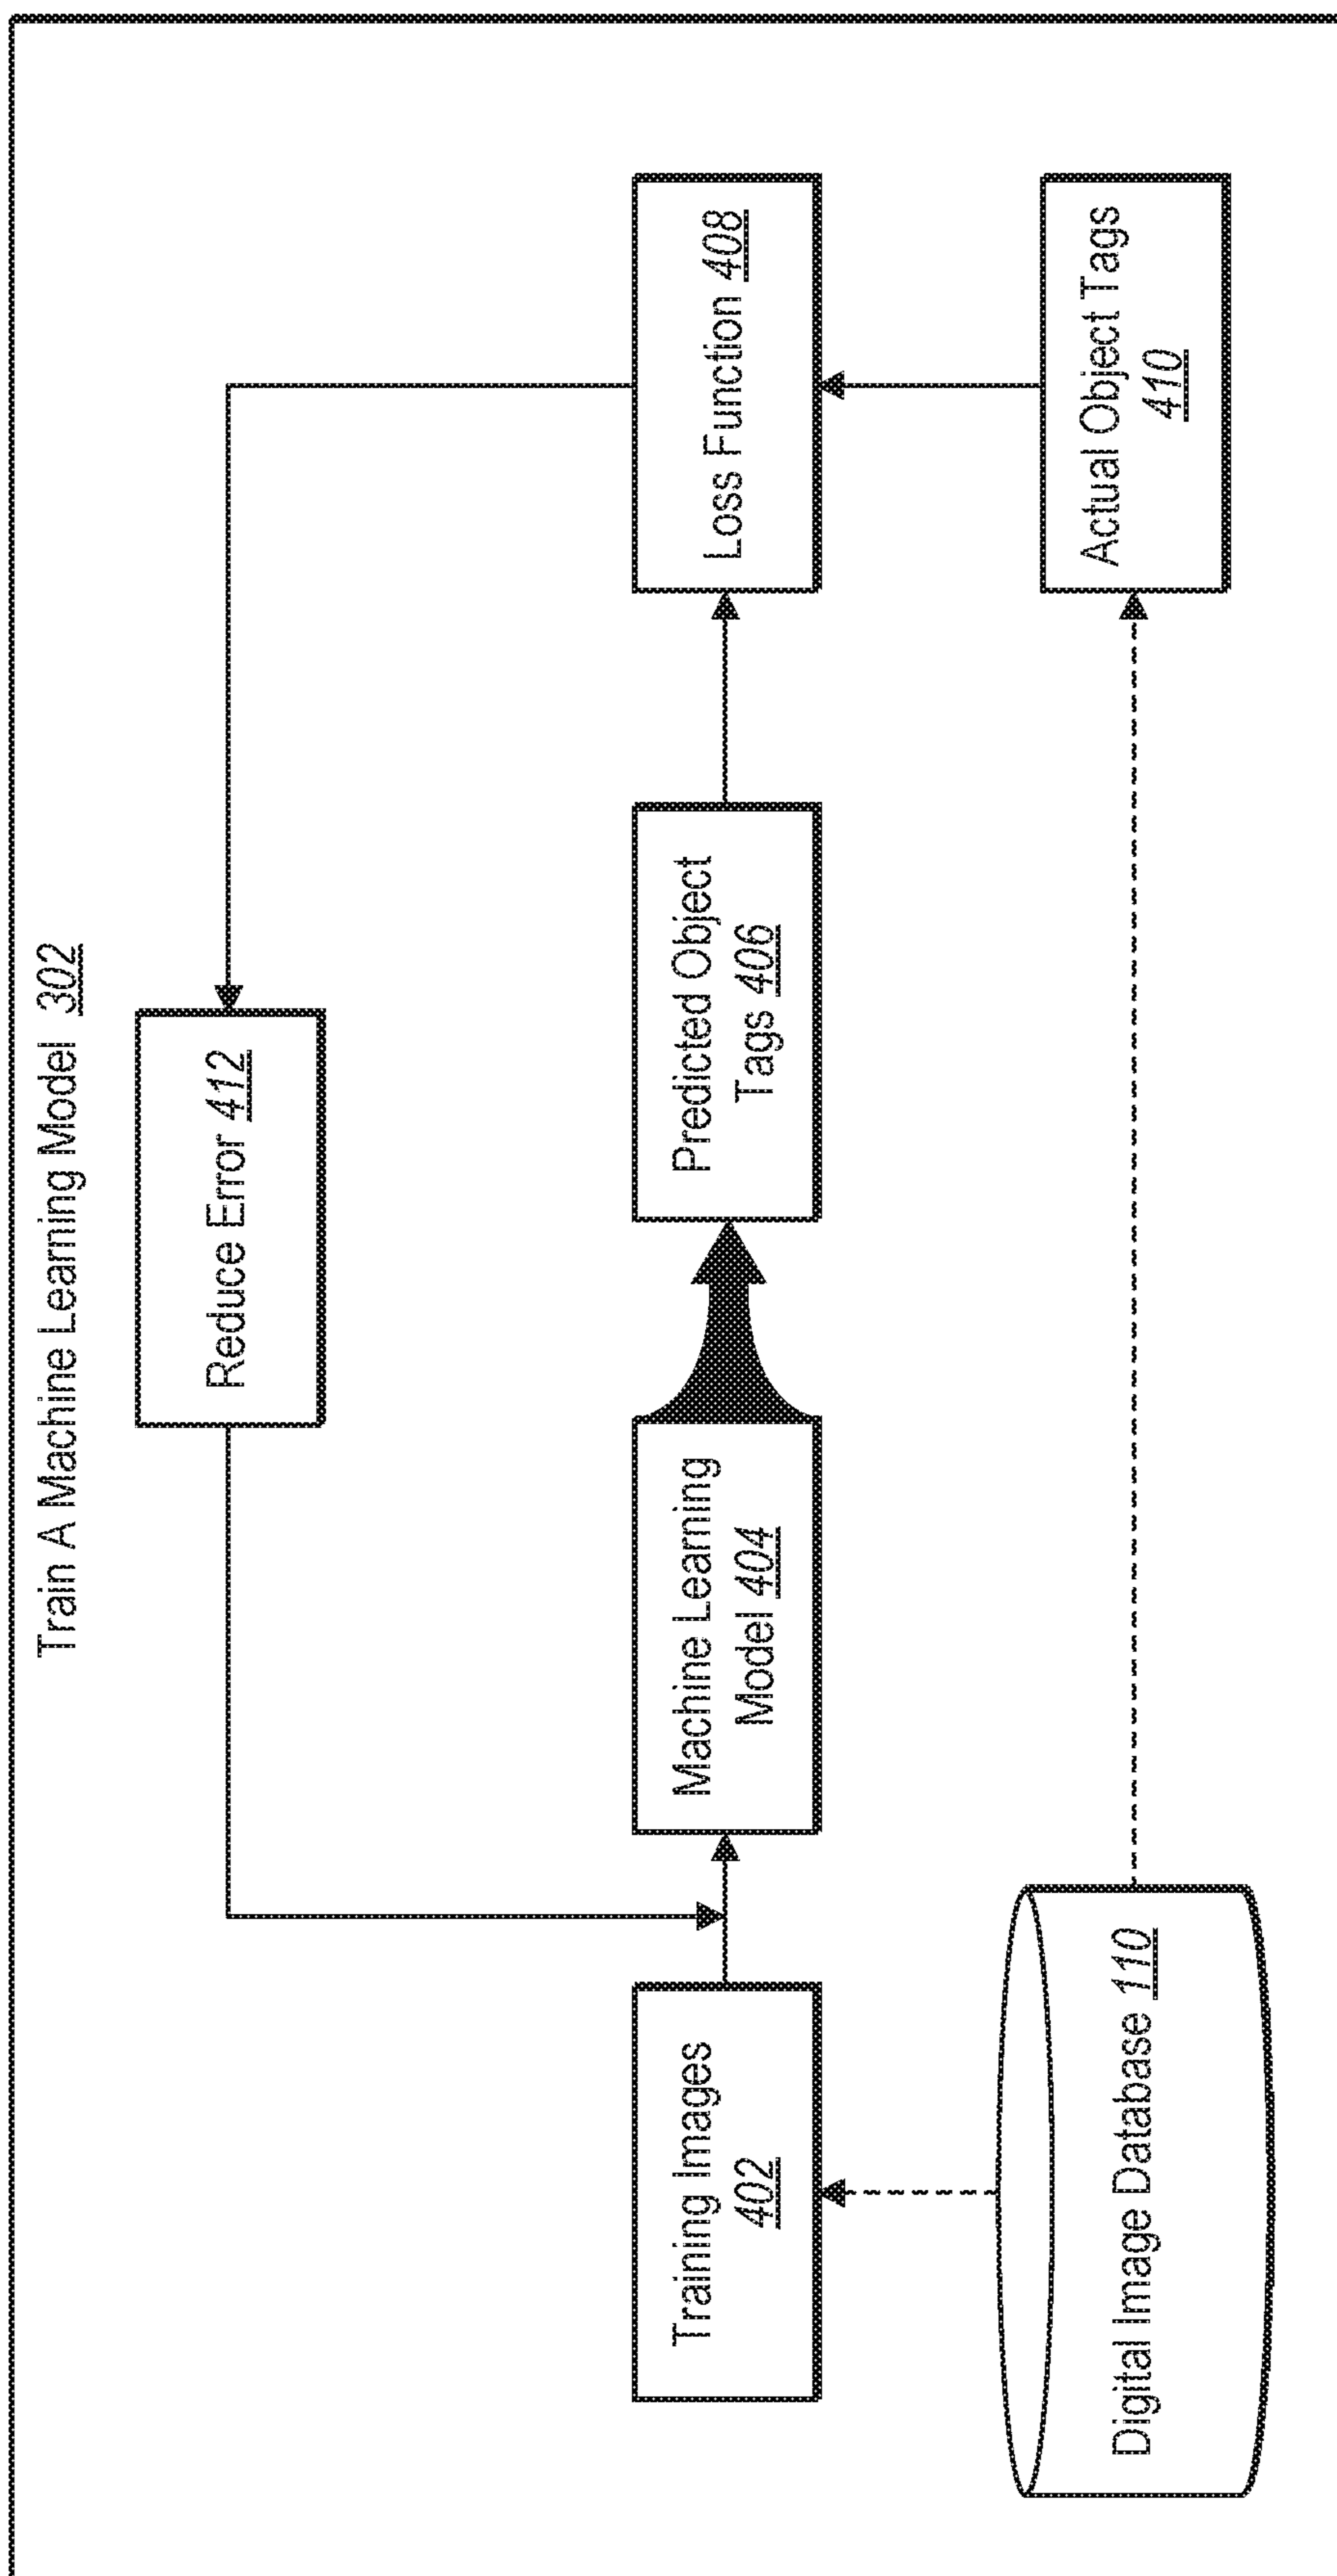 Train A Machine Learning Model 302
Reduce Error 412
Training Images
402
Machine Learning
Model 404
Predicted Object
Tags 406
Loss Function 408
Digital Image Database 110
Actual Object Tags
410